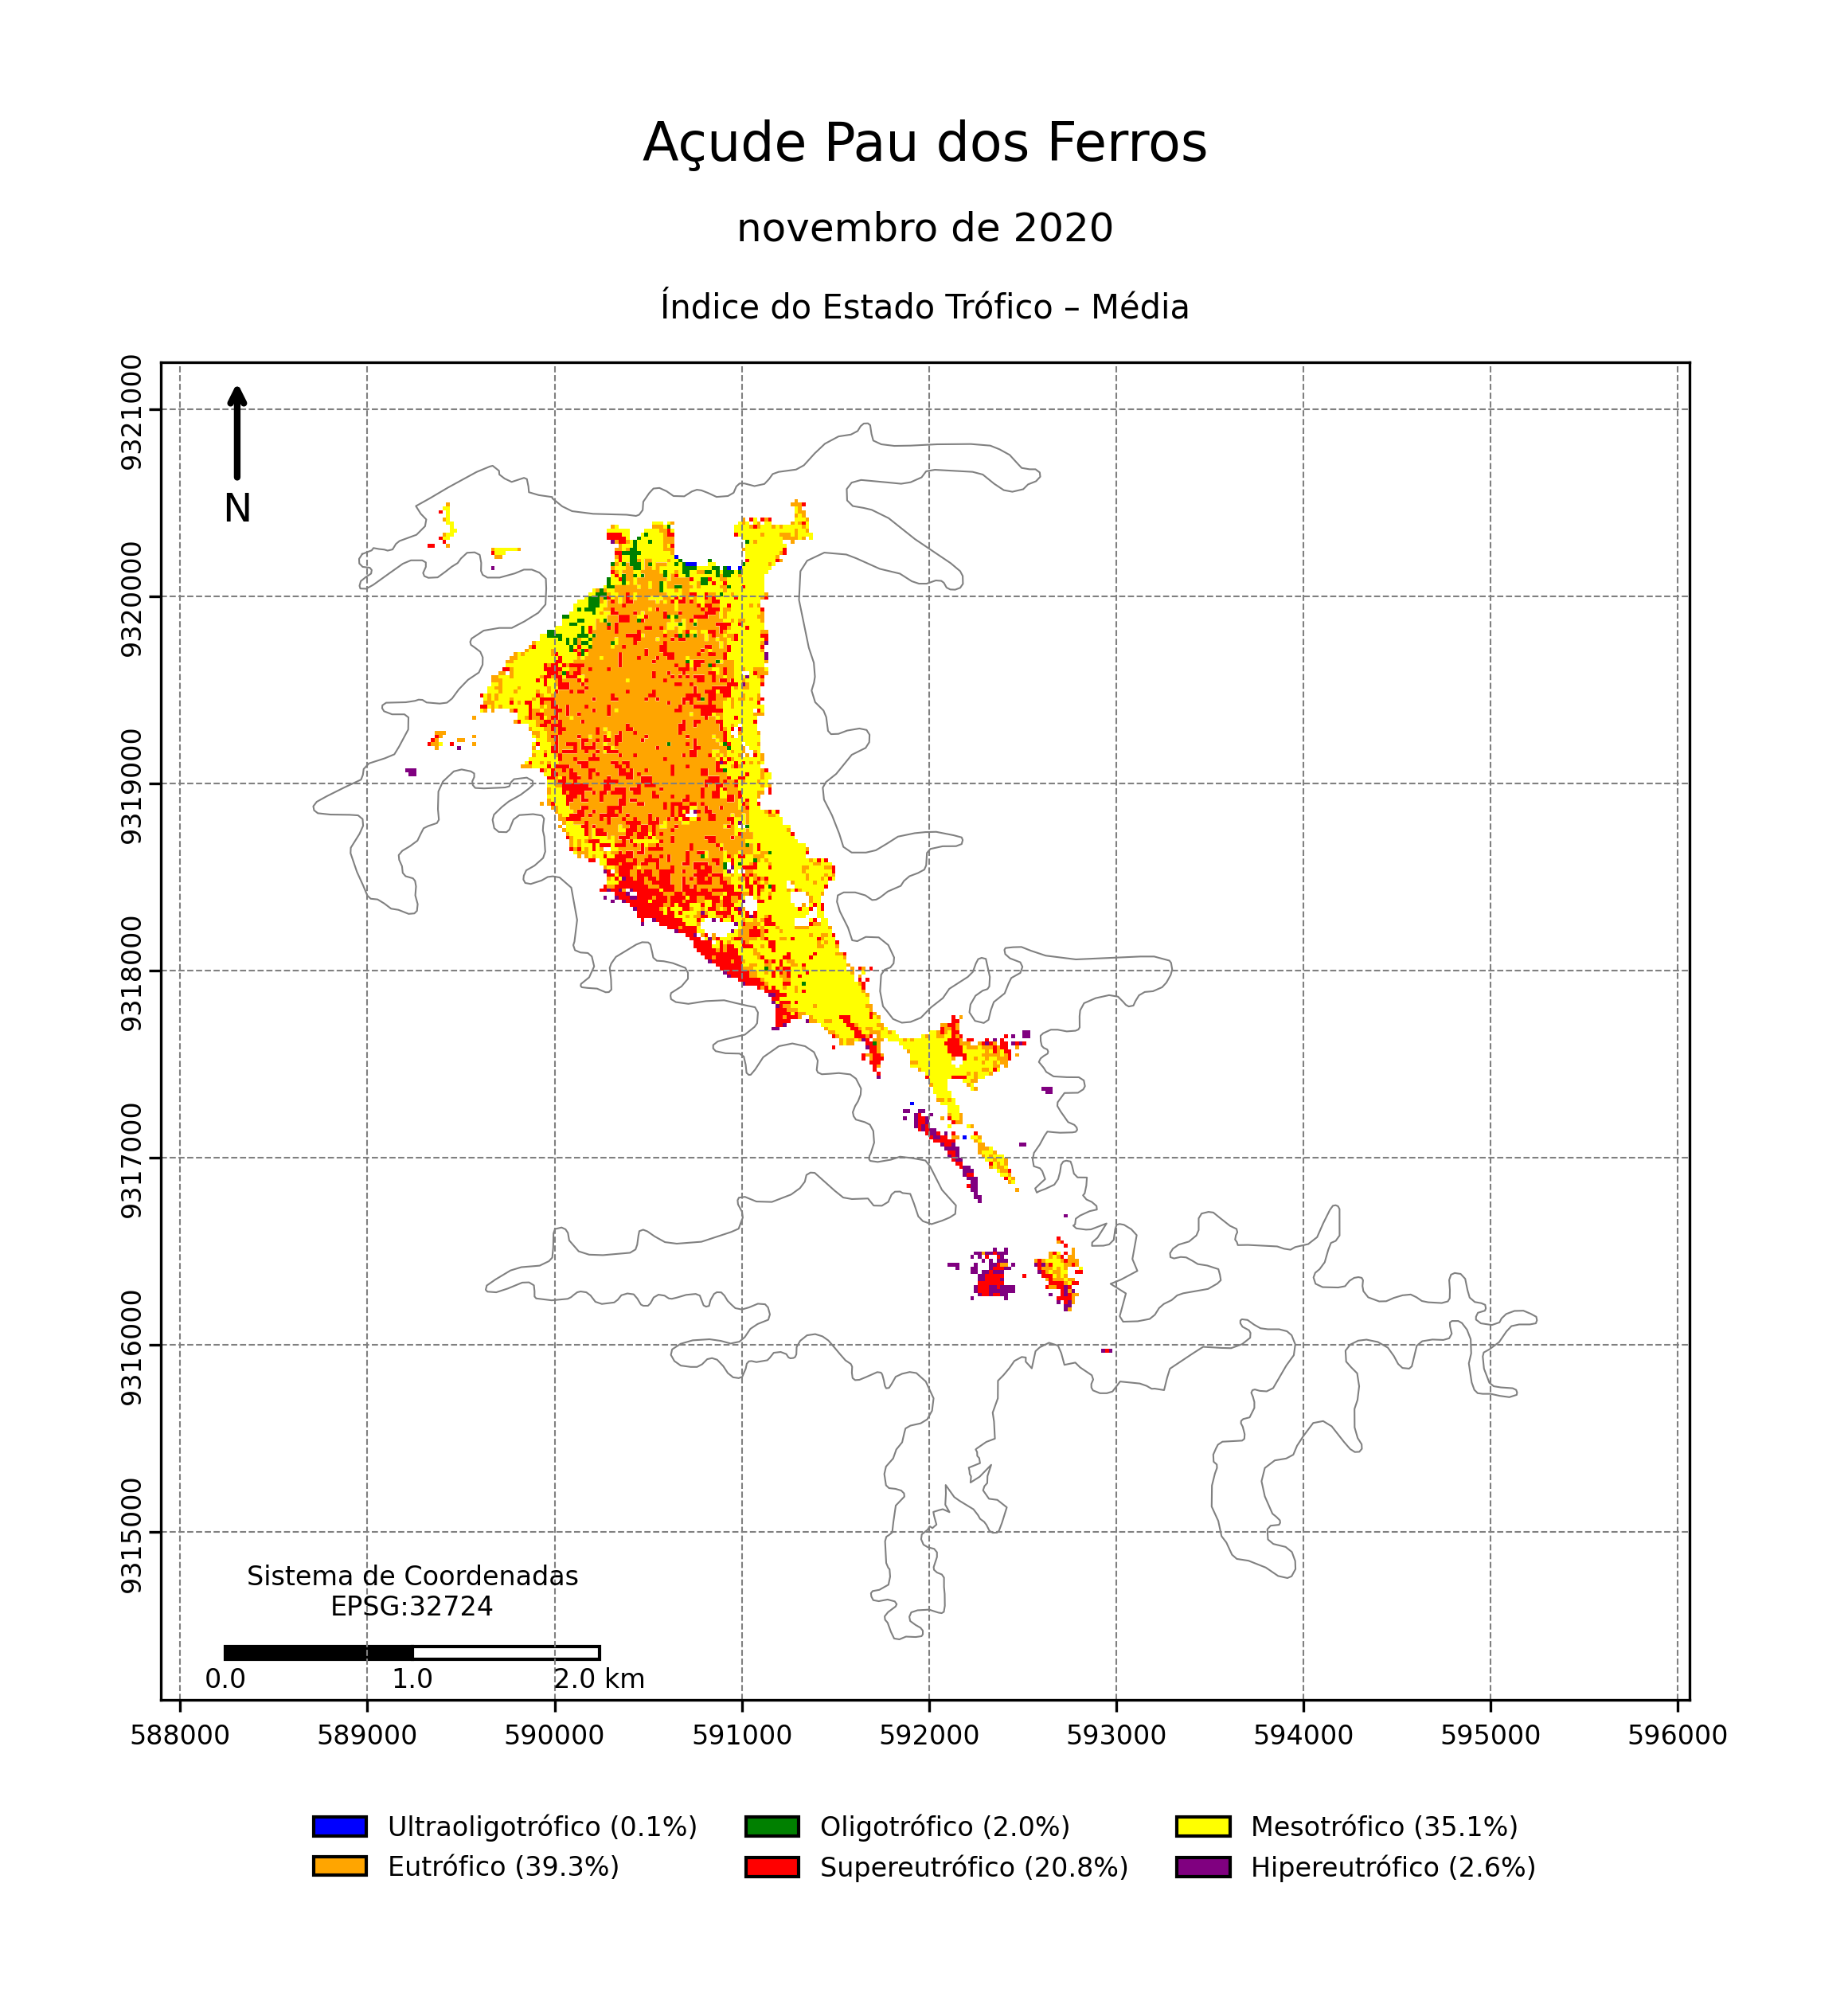 Açude Pau dos Ferros
novembro de 2020
Índice do Estado Trófico – Média
N
9321000
9320000
9319000
9318000
9317000
9316000
9315000
Sistema de Coordenadas
EPSG:32724
0.0 1.0 2.0 km
588000 589000 590000 591000 592000 593000 594000 595000 596000
Ultraoligotrófico (0.1%) Oligotrófico (2.0%) Mesotrófico (35.1%)
Eutrófico (39.3%) Supereutrófico (20.8%) Hipereutrófico (2.6%)